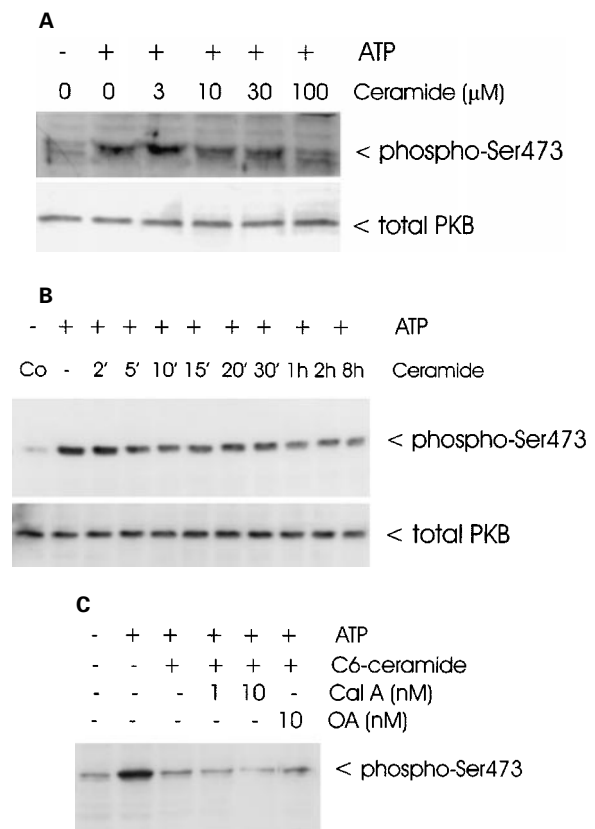 A
- + + + + + ATP
0 0 3 10 30 100 Ceramide (μM)
< phospho-Ser473
< total PKB
B
- + + + + + + + + + ATP
Co - 2' 5' 10' 15' 20' 30' 1h 2h 8h Ceramide
< phospho-Ser473
< total PKB
C
- + + + + + ATP
- - + + + + C6-ceramide
- - - 1 10 - Cal A (nM)
- - - - - 10 OA (nM)
< phospho-Ser473